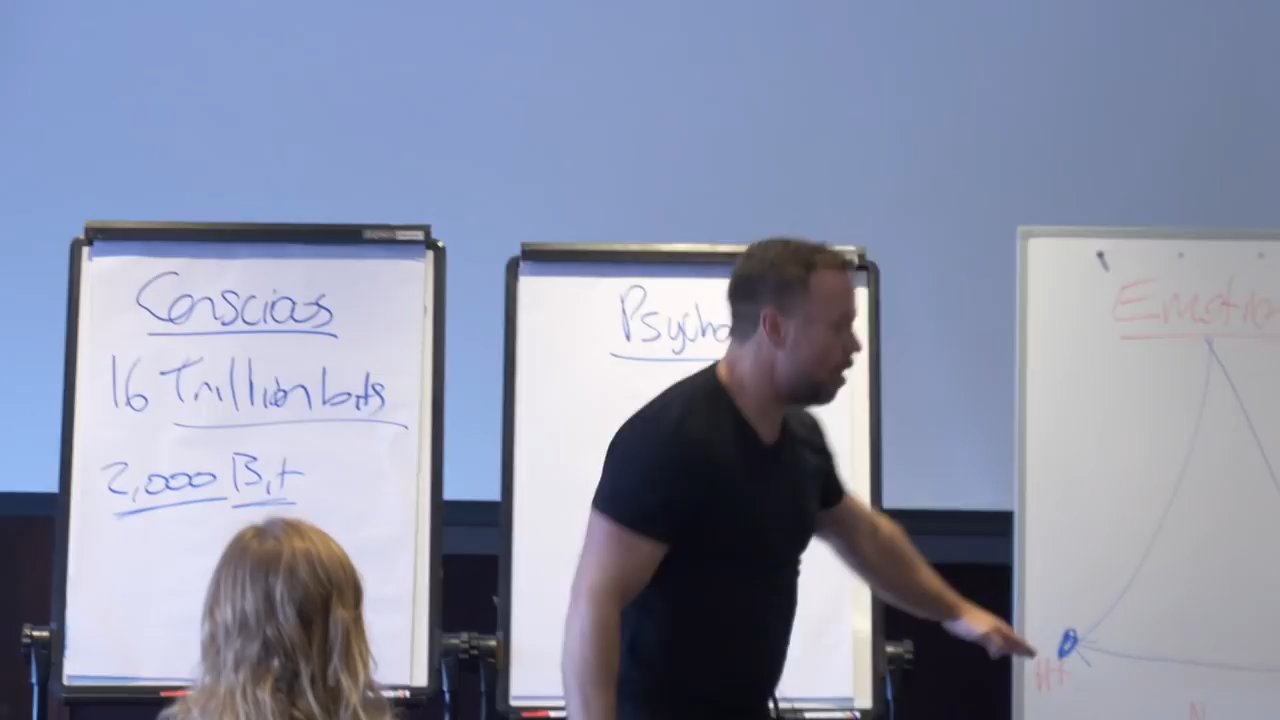 Conscious
16 Trillion bits
2,000 Bit
Psycho
Emotion